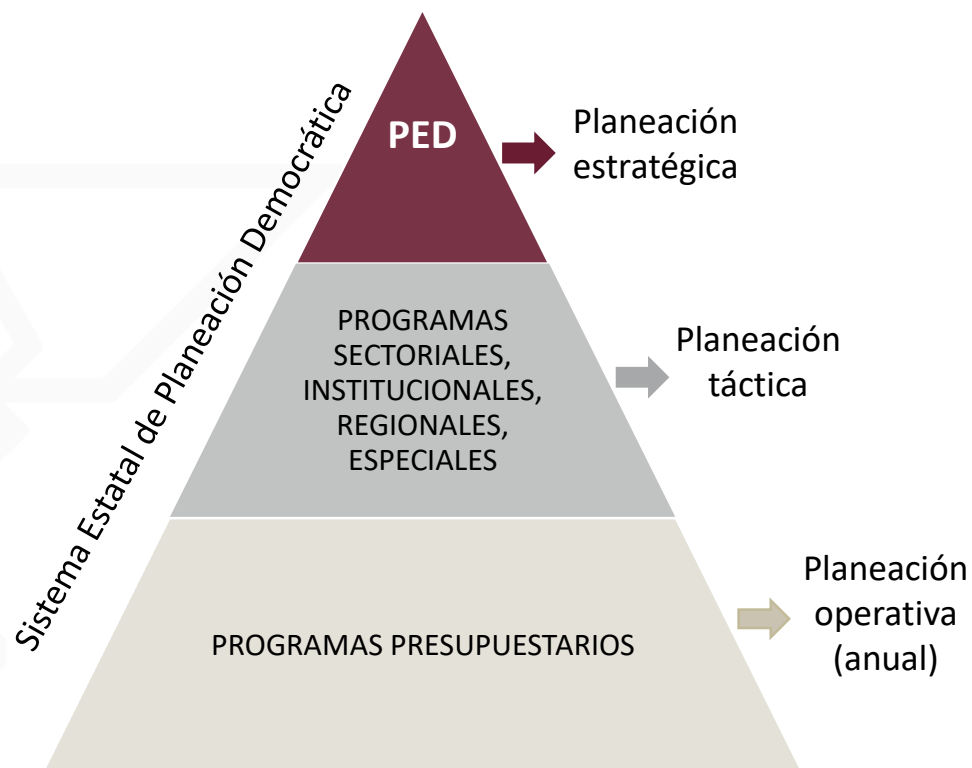 Sistema Estatal de Planeación Democrática
PED
Planeación
estratégica
PROGRAMAS
SECTORIALES,
INSTITUCIONALES,
REGIONALES,
ESPECIALES
Planeación
táctica
PROGRAMAS PRESUPUESTARIOS
Planeación
operativa
(anual)